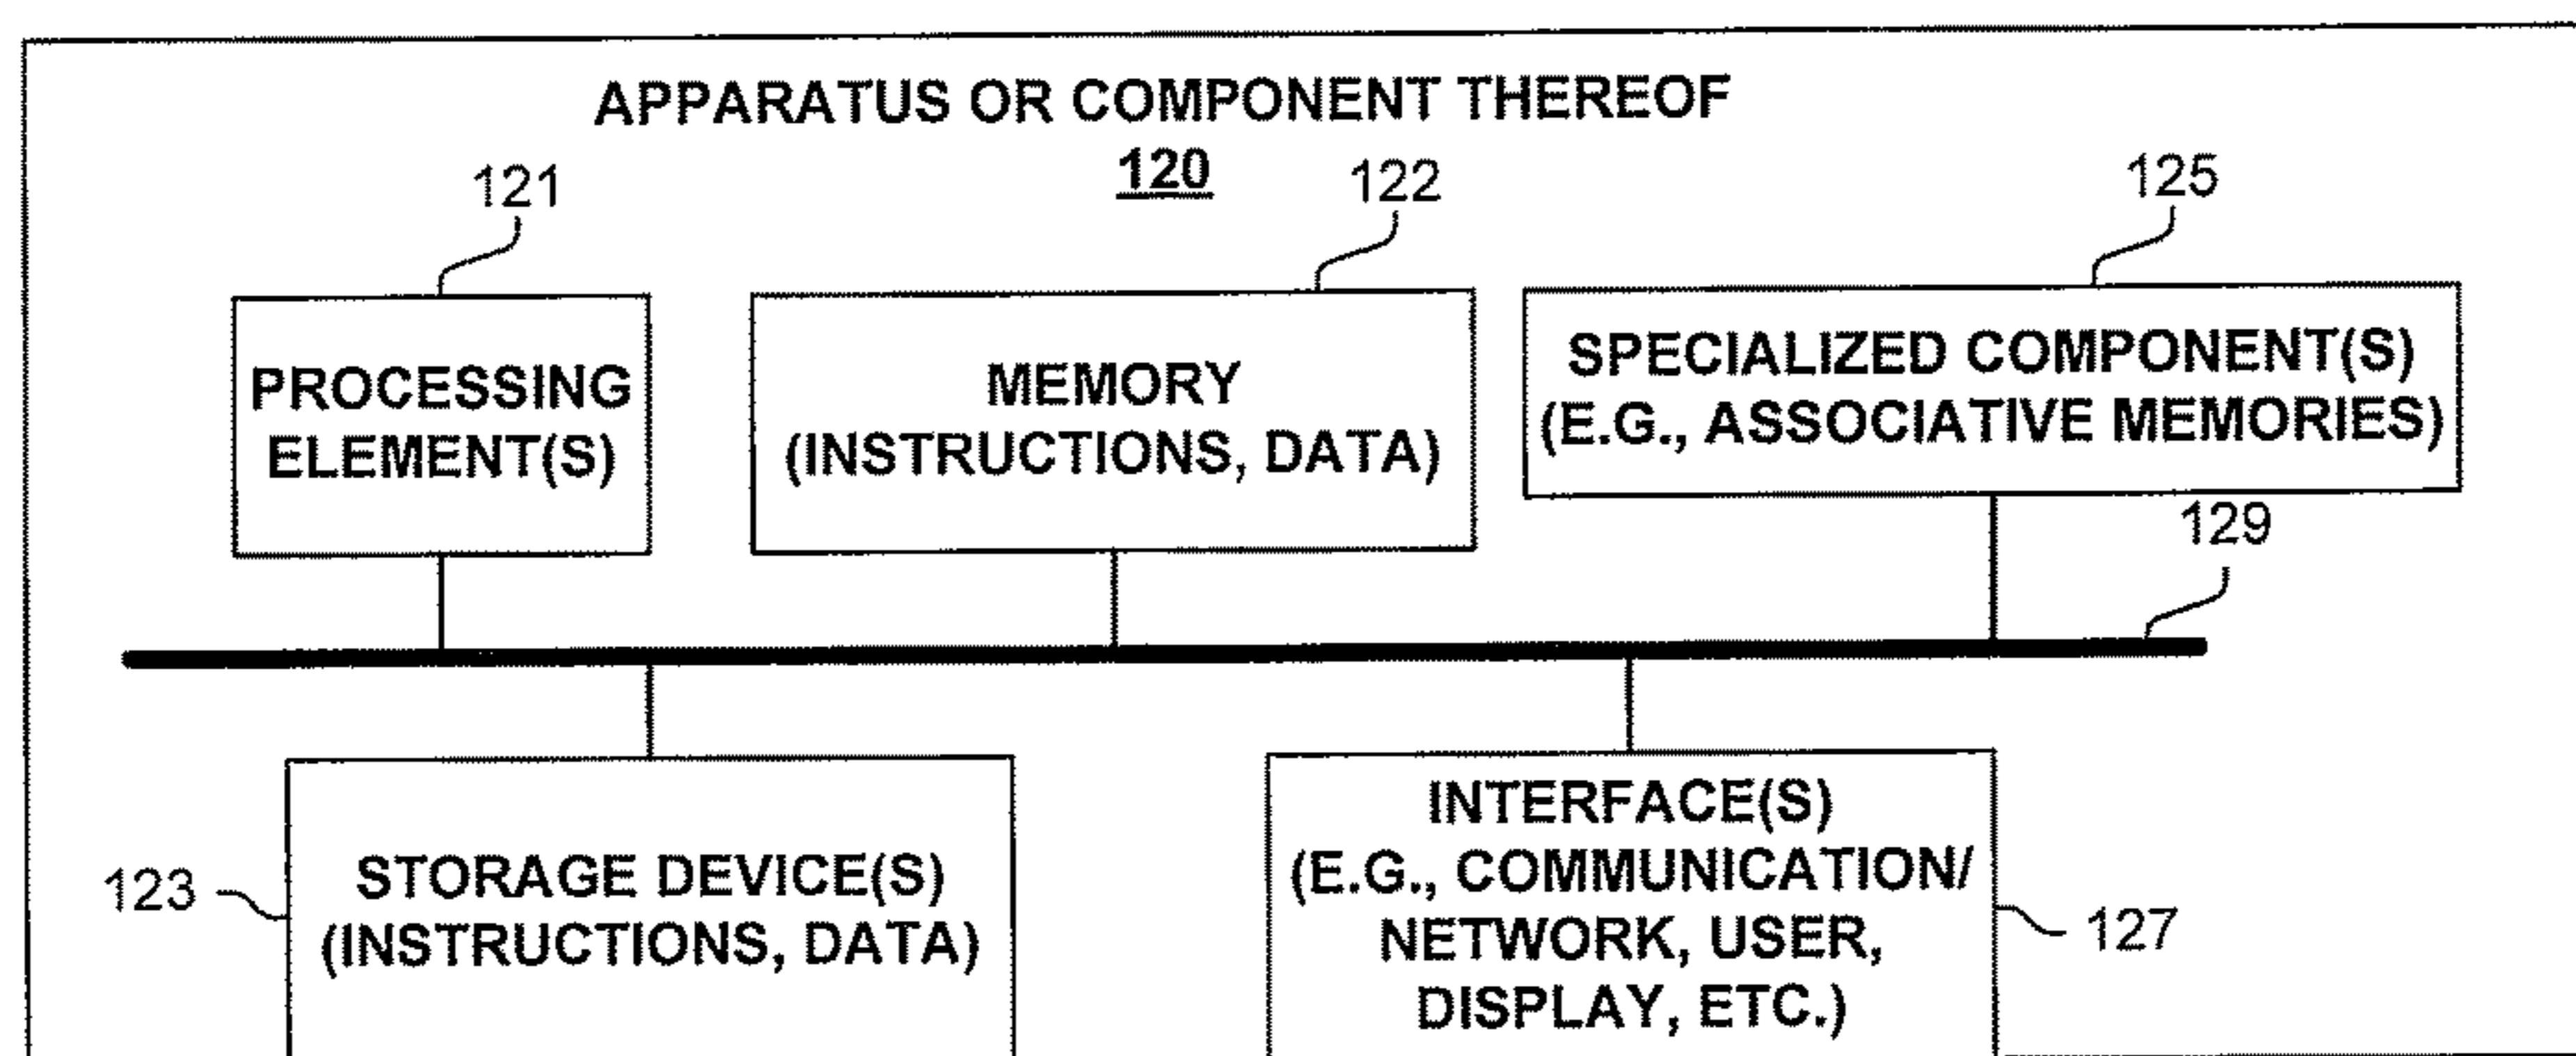 APPARATUS OR COMPONENT THEREOF
120
121
122
125
PROCESSING
ELEMENT(S)
MEMORY
(INSTRUCTIONS, DATA)
SPECIALIZED COMPONENT(S)
(E.G., ASSOCIATIVE MEMORIES)
129
123
STORAGE DEVICE(S)
(INSTRUCTIONS, DATA)
INTERFACE(S)
(E.G., COMMUNICATION/
NETWORK, USER,
DISPLAY, ETC.)
127